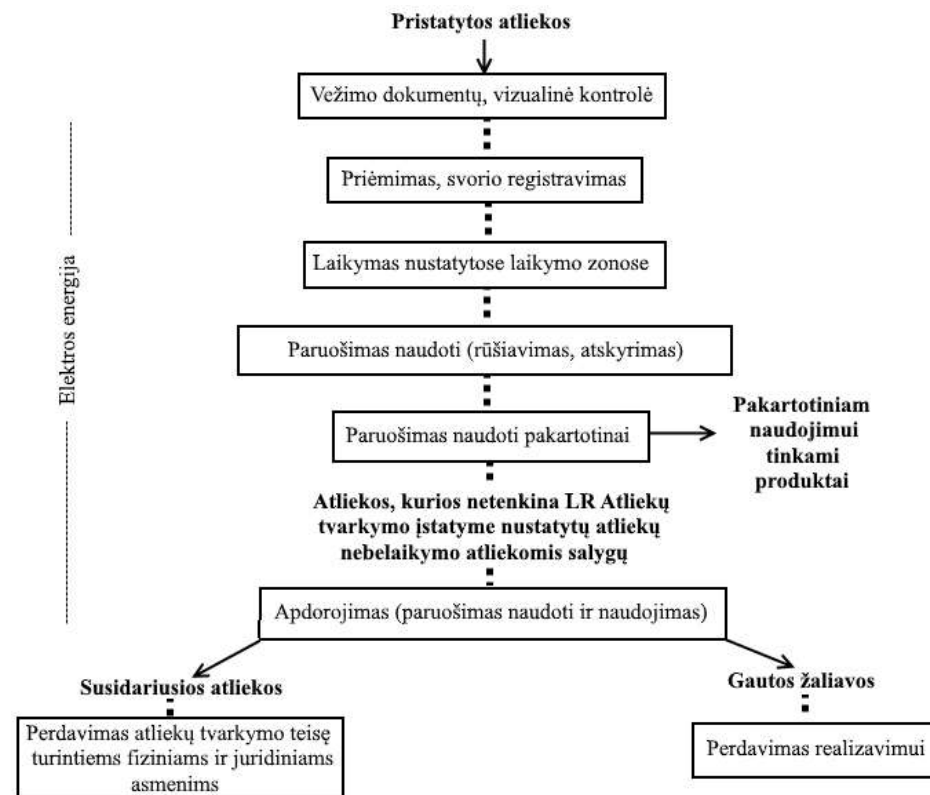 Pristatytos atliekos
Vežimo dokumentų, vizualinė kontrolė
Priėmimas, svorio registravimas
Laikymas nustatytose laikymo zonose
Elektros energija
Paruošimas naudoti (rūšiavimas, atskyrimas)
Paruošimas naudoti pakartotinai
Pakartotiniam
naudojimui
tinkami
produktai
Atliekos, kurios netenkina LR Atliekų
tvarkymo įstatyme nustatytų atliekų
nebelaikymo atliekomis salygų
Apdorojimas (paruošimas naudoti ir naudojimas)
Susidariusios atliekos
Perdavimas atliekų tvarkymo teisę
turintiems fiziniams ir juridiniams
asmenims
Gautos žaliavos
Perdavimas realizavimui